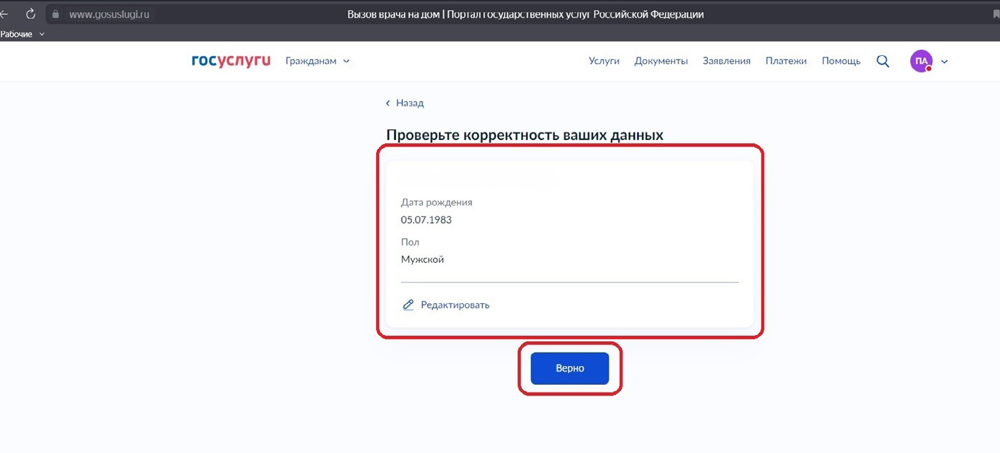 www.gosuslugi.ru
Вызов врача на дом | Портал государственных услуг Российской Федерации
Рабочие
госуслуги Гражданам Услуги Документы Заявления Платежи Помощь ПА
Назад
Проверьте корректность ваших данных
Дата рождения
05.07.1983
Пол
Мужской
Редактировать
Верно